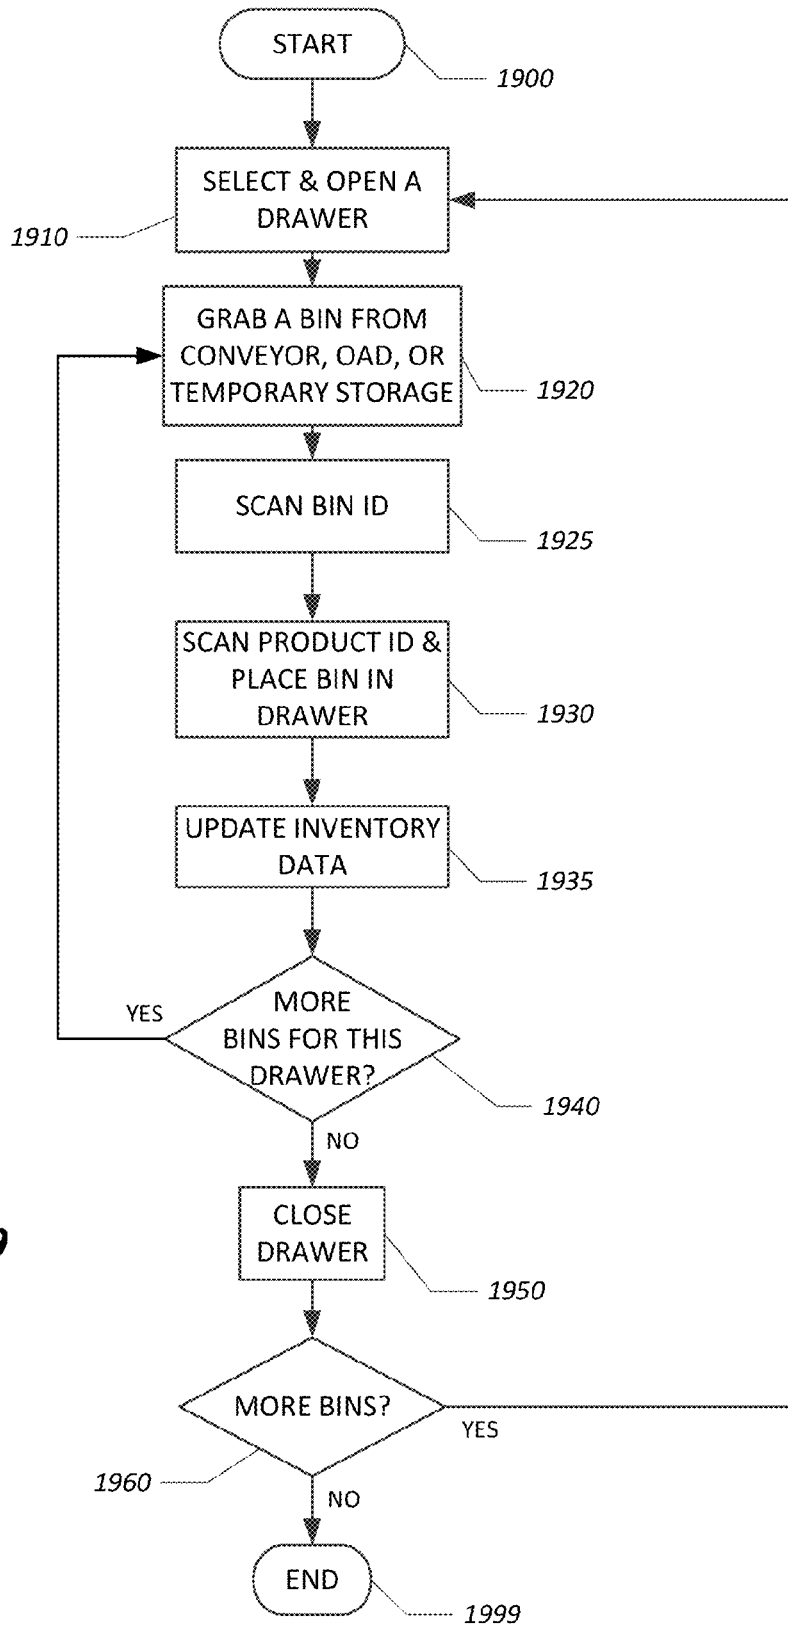 START
1900
SELECT & OPEN A
DRAWER
1910
GRAB A BIN FROM
CONVEYOR, OAD, OR
TEMPORARY STORAGE
1920
SCAN BIN ID
1925
SCAN PRODUCT ID &
PLACE BIN IN
DRAWER
1930
UPDATE INVENTORY
DATA
1935
YES
MORE
BINS FOR THIS
DRAWER?
1940
NO
CLOSE
DRAWER
1950
MORE BINS?
YES
1960
NO
END
1999